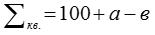 ∑кв. = 100 + а − в